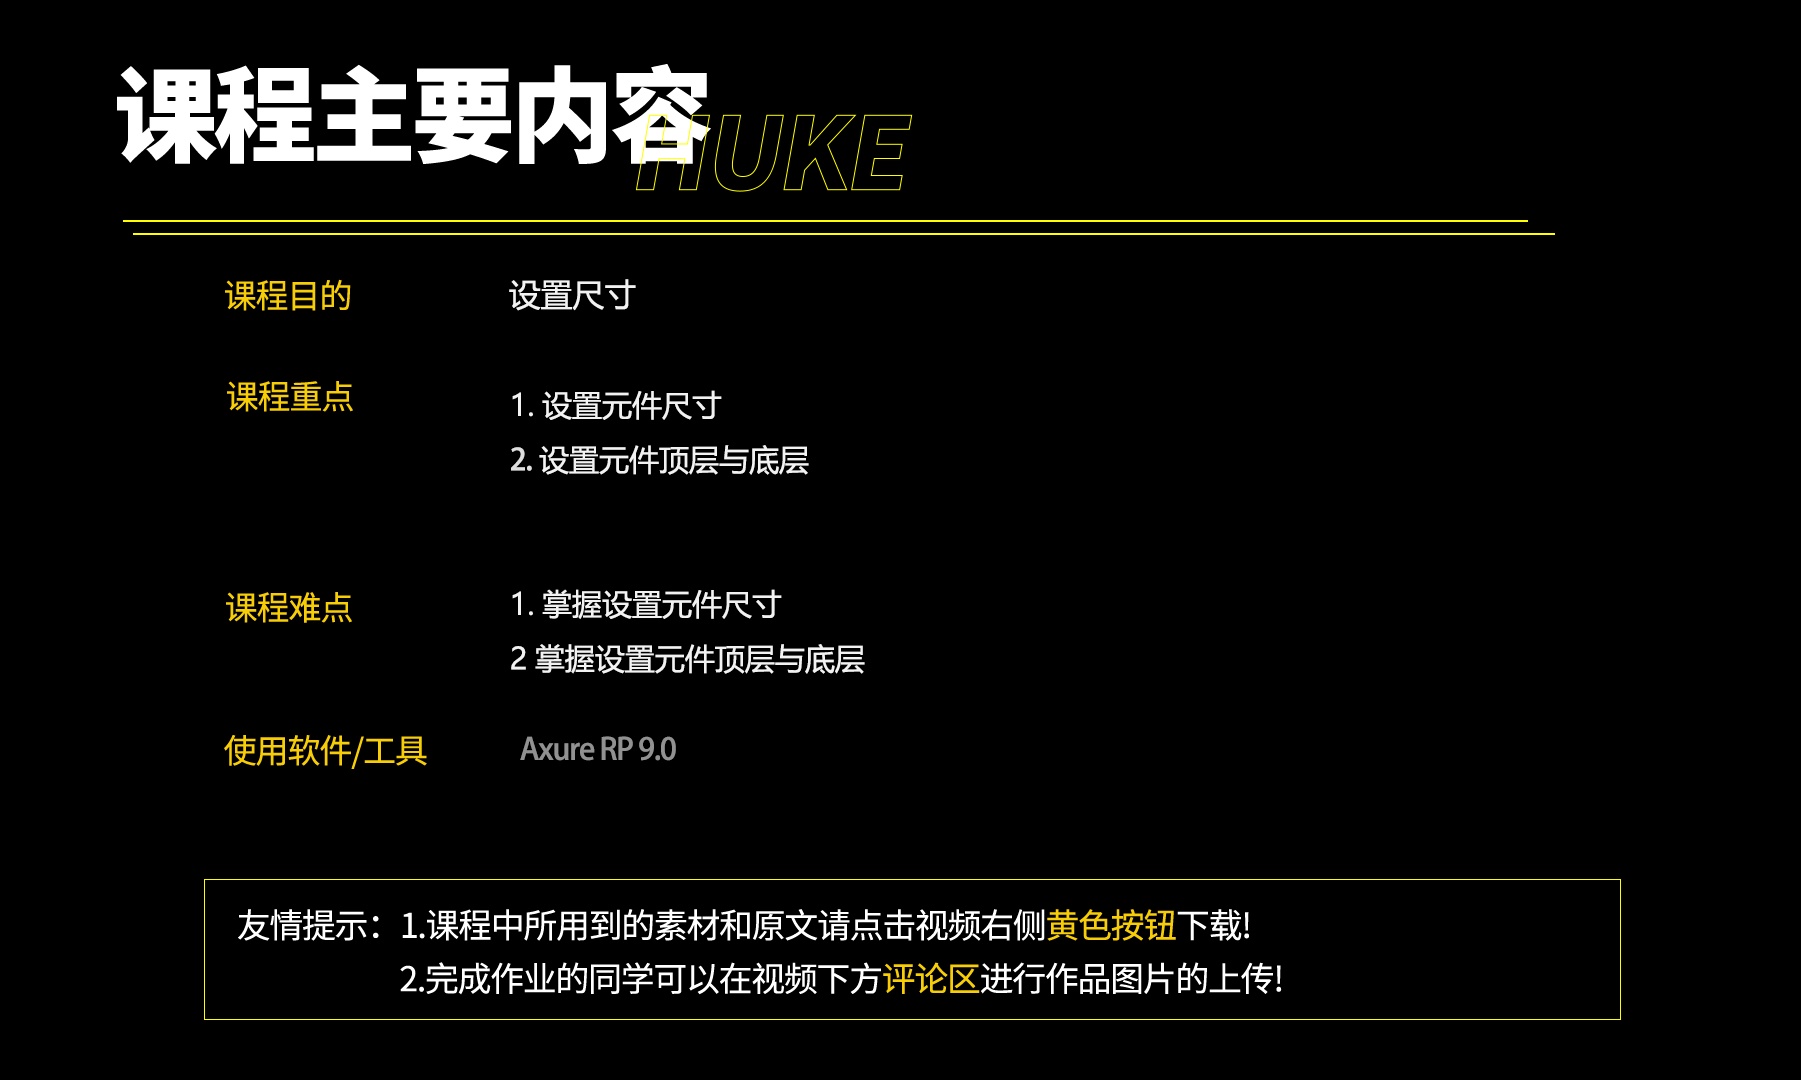 课程主要内容
HUKE
课程目的 设置尺寸
课程重点 1. 设置元件尺寸
2. 设置元件顶层与底层
课程难点 1. 掌握设置元件尺寸
2 掌握设置元件顶层与底层
使用软件/工具 Axure RP 9.0
友情提示：1.课程中所用到的素材和原文请点击视频右侧黄色按钮下载!
2.完成作业的同学可以在视频下方评论区进行作品图片的上传!